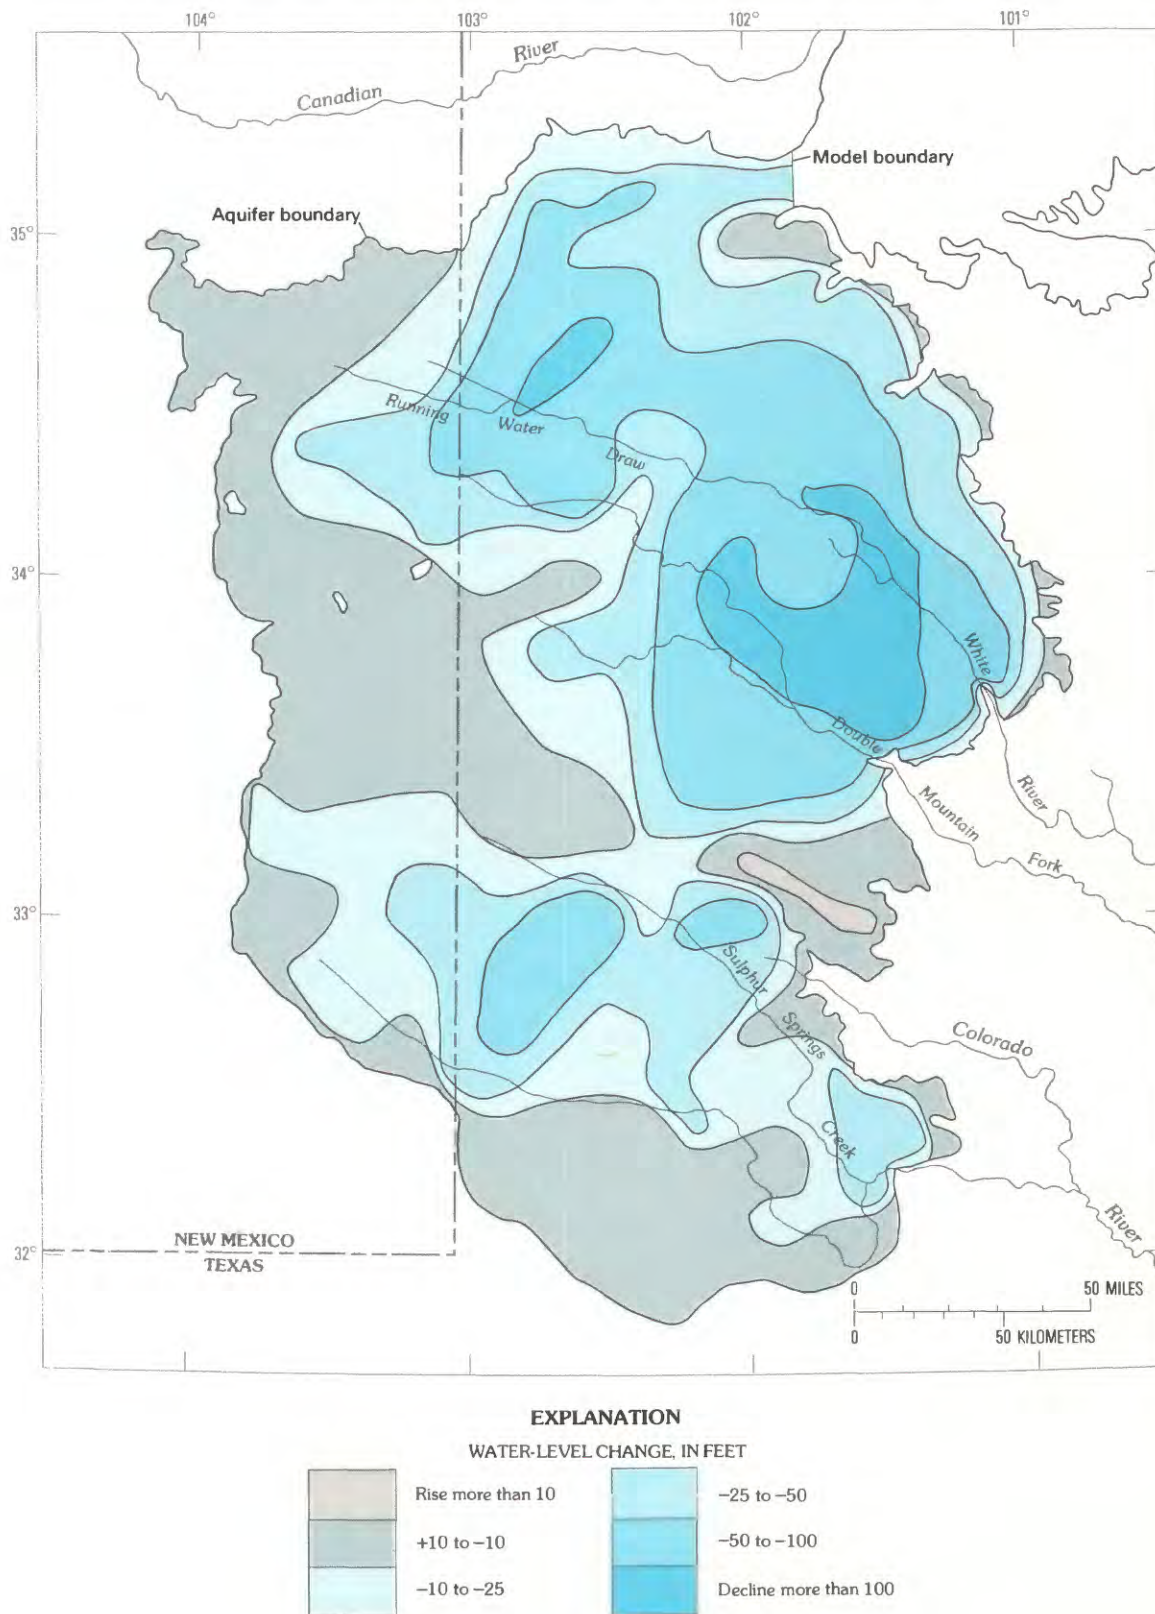 104° 103° 102° 101°
Canadian River
Model boundary
Aquifer boundary
35°
Running Water Draw
34°
White River
Double Mountain Fork
33°
Sulphur Springs Creek
Colorado River
NEW MEXICO
TEXAS
32°
0 50 MILES
0 50 KILOMETERS
EXPLANATION
WATER-LEVEL CHANGE, IN FEET
Rise more than 10
+10 to −10
−10 to −25
−25 to −50
−50 to −100
Decline more than 100